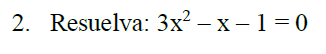 2. Resuelva: 3x² – x – 1 = 0